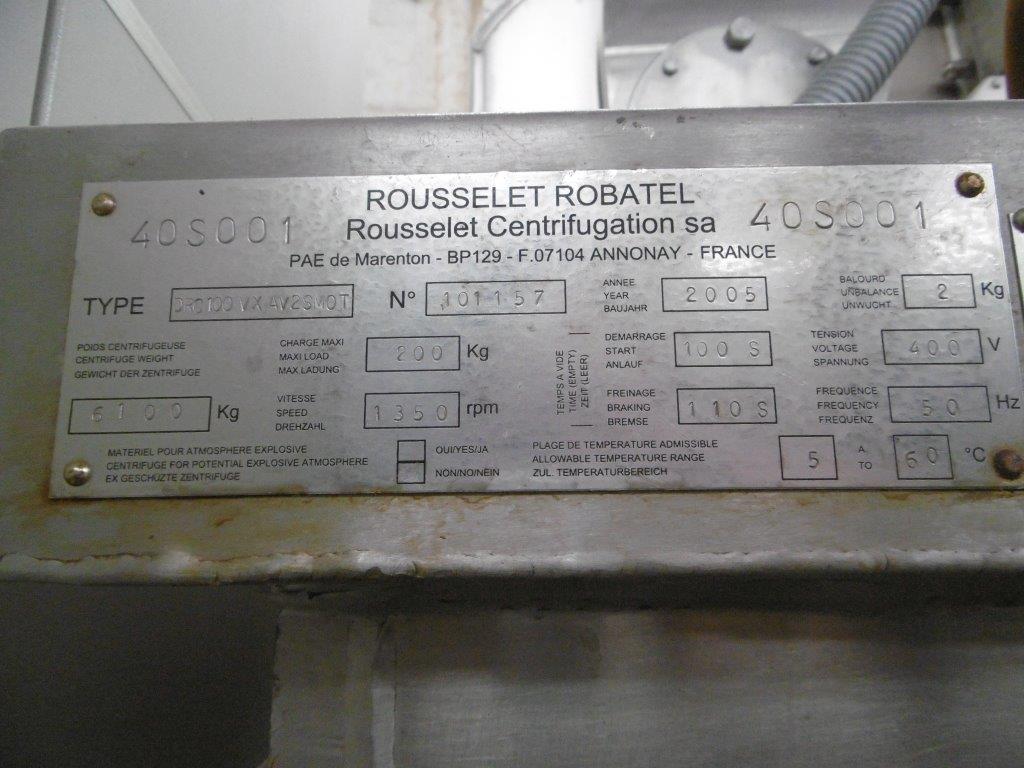 ROUSSELET ROBATEL
40S001 Rousselet Centrifugation sa 40S001
PAE de Marenton - BP129 - F.07104 ANNONAY - FRANCE
TYPE DRC100 VX AV2SMOT N° 101157 ANNEE
YEAR
BAUJAHR 2005 BALOURD
UNBALANCE
UNWUCHT 2 Kg
POIDS CENTRIFUGEUSE
CENTRIFUGE WEIGHT
GEWICHT DER ZENTRIFUGE
6100 Kg
CHARGE MAXI
MAXI LOAD
MAX LADUNG 200 Kg
VITESSE
SPEED
DREHZAHL 1350 rpm
TEMPS A VIDE
TIME (EMPTY)
ZEIT (LEER)
DEMARRAGE
START
ANLAUF 100 S
FREINAGE
BRAKING
BREMSE 110 S
TENSION
VOLTAGE
SPANNUNG 400 V
FREQUENCE
FREQUENCY
FREQUENZ 50 Hz
MATERIEL POUR ATMOSPHERE EXPLOSIVE
CENTRIFUGE FOR POTENTIAL EXPLOSIVE ATMOSPHERE
EX GESCHÜZTE ZENTRIFUGE
OUI/YES/JA
NON/NO/NEIN
PLAGE DE TEMPERATURE ADMISSIBLE
ALLOWABLE TEMPERATURE RANGE
ZUL. TEMPERATURBEREICH
5 A
TO 60 °C